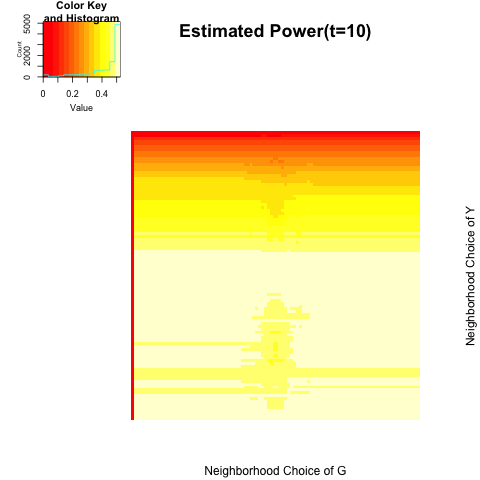 Color Key
and Histogram
Estimated Power(t=10)
Count
0 2000 5000
0 0.2 0.4
Value
Neighborhood Choice of Y
Neighborhood Choice of G